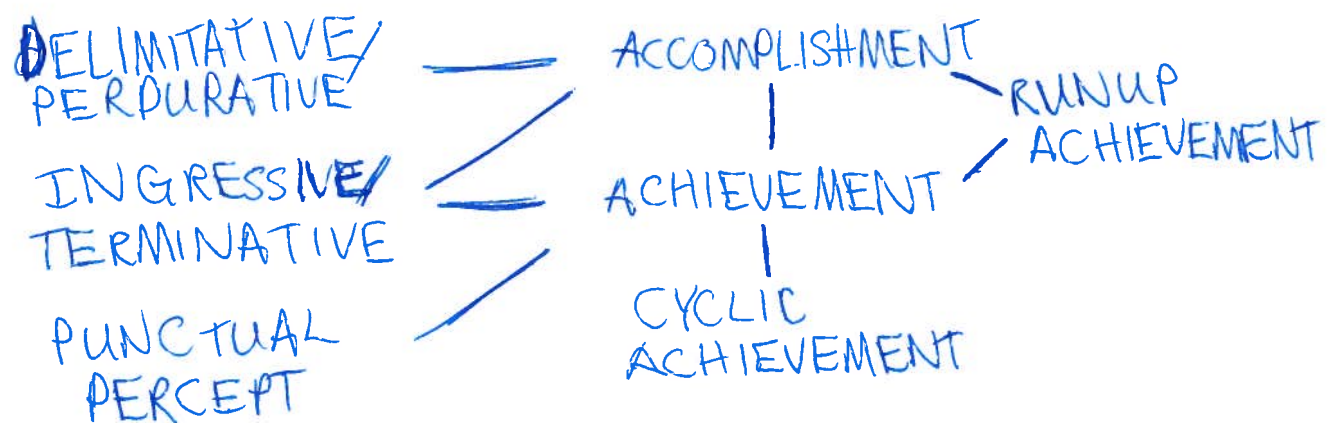 DELIMITATIVE/
PERDURATIVE
INGRESSIVE/
TERMINATIVE
PUNCTUAL
PERCEPT
ACCOMPLISHMENT
ACHIEVEMENT
CYCLIC
ACHIEVEMENT
RUNUP
ACHIEVEMENT